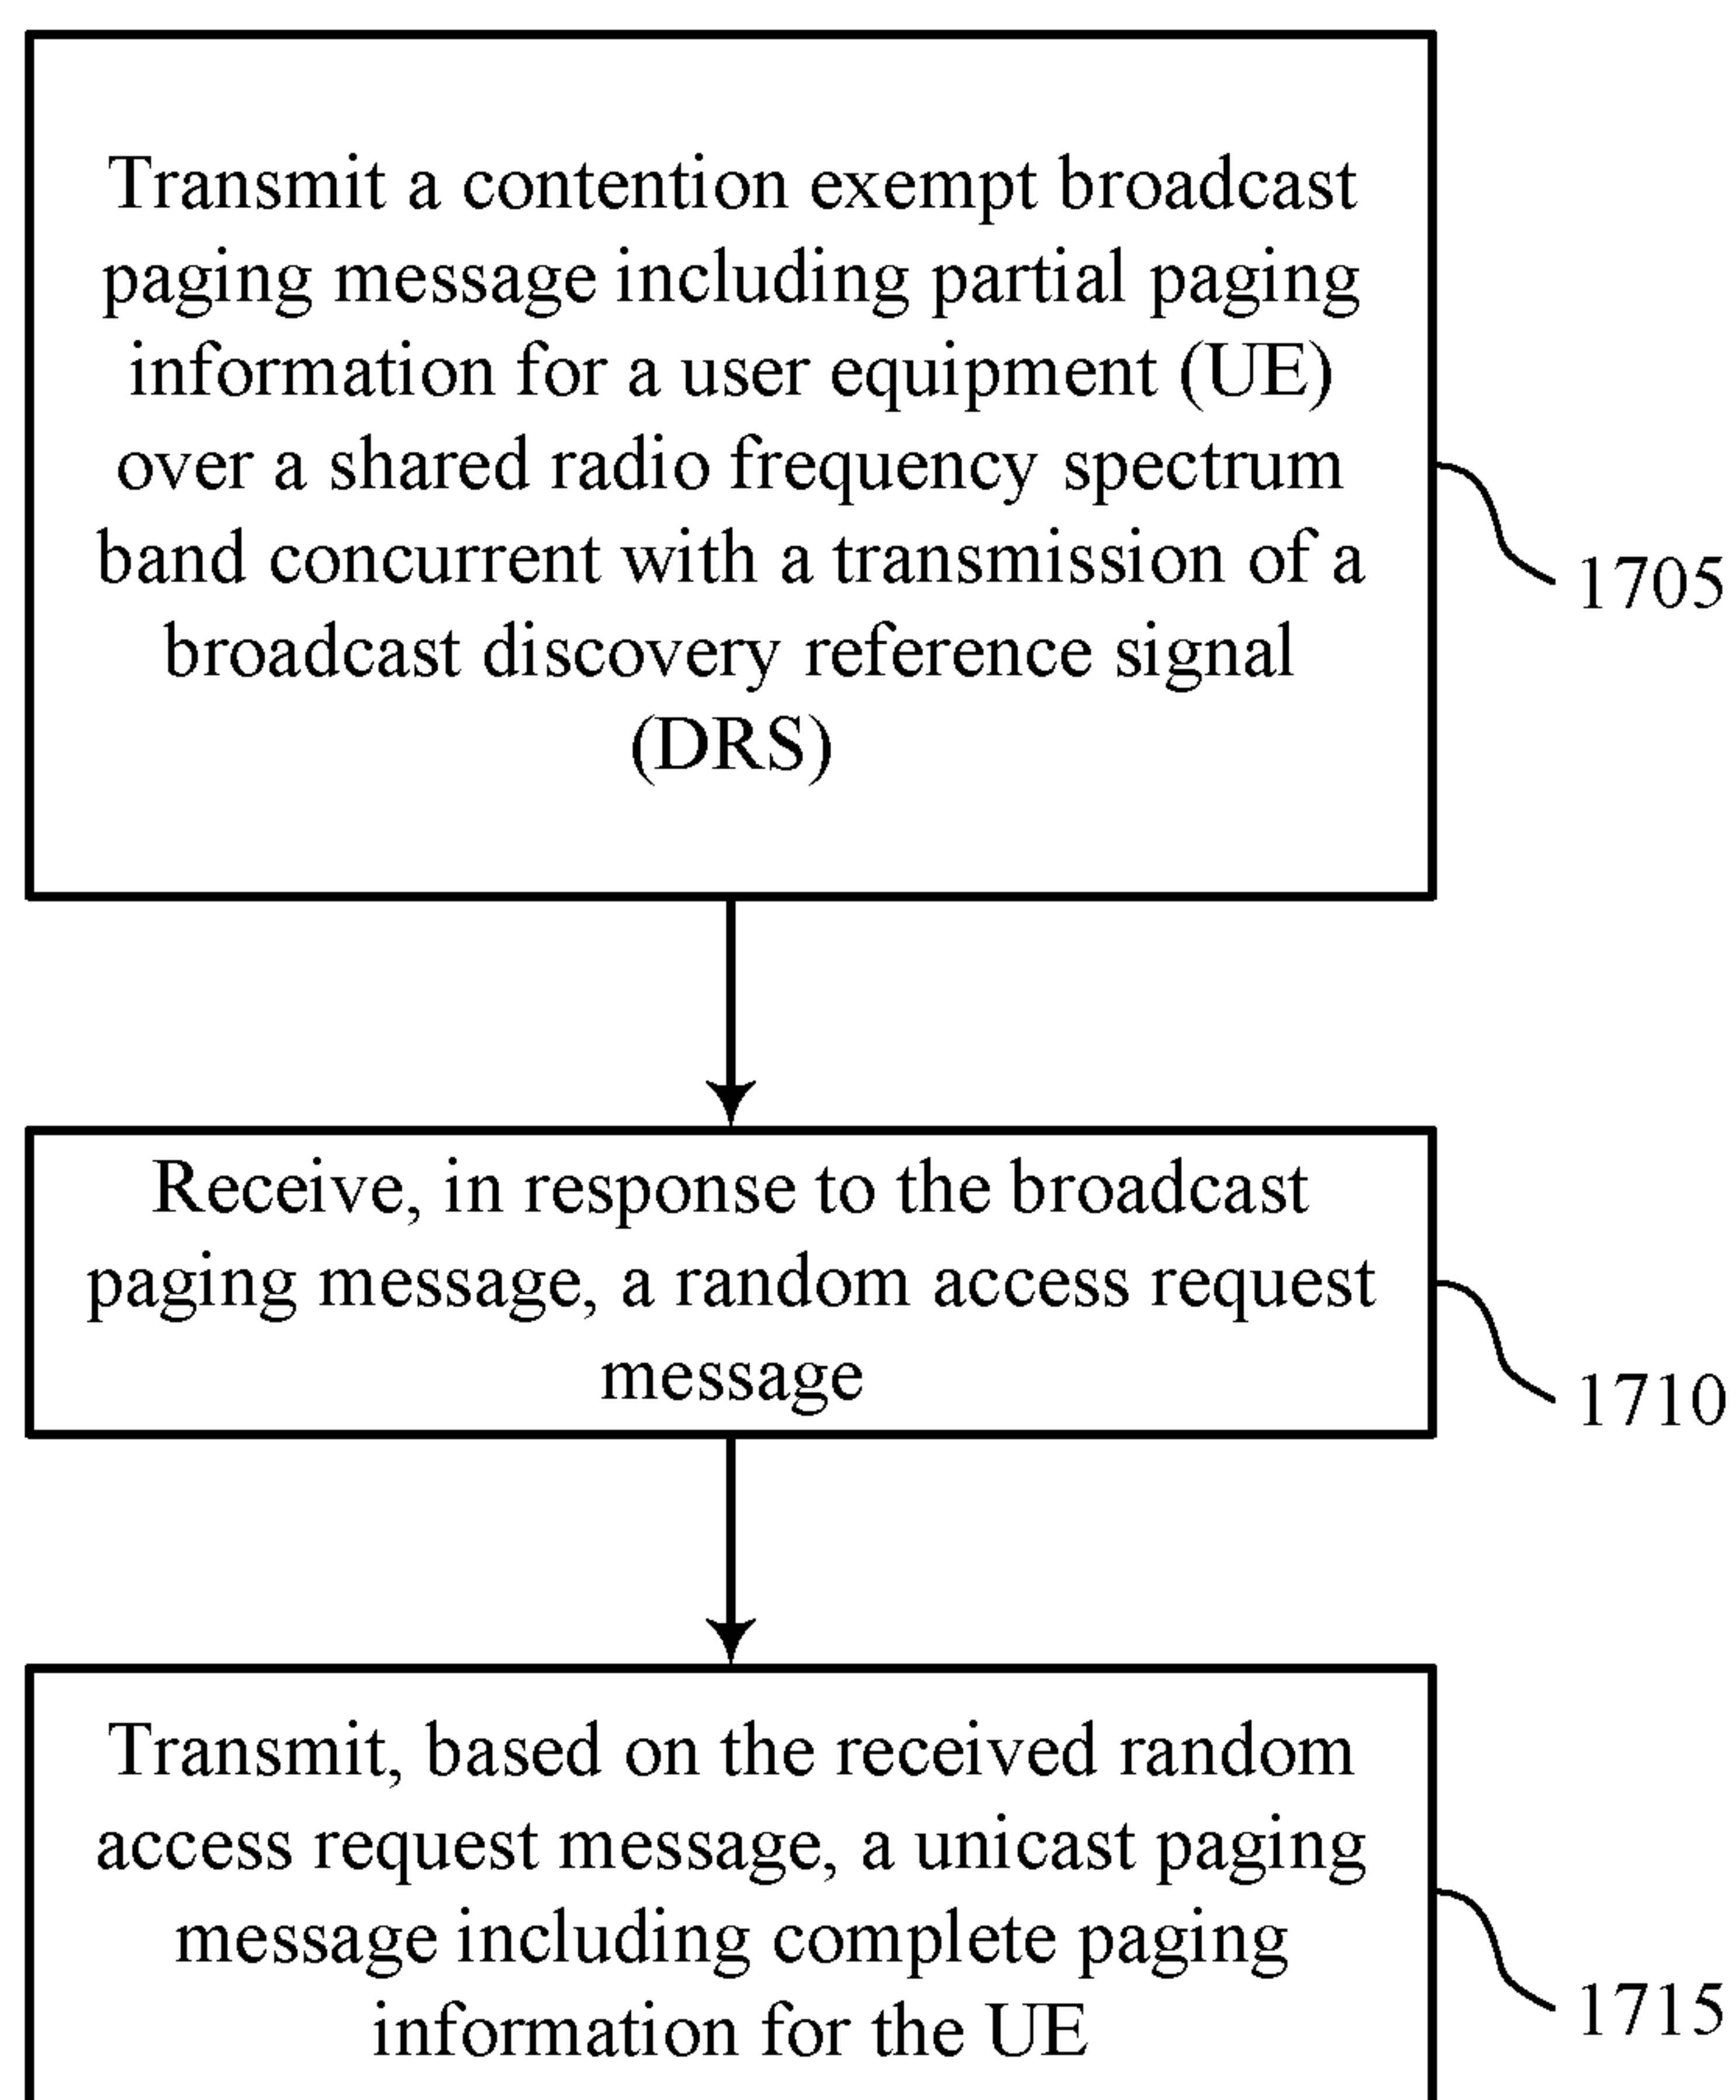 Transmit a contention exempt broadcast
paging message including partial paging
information for a user equipment (UE)
over a shared radio frequency spectrum
band concurrent with a transmission of a
broadcast discovery reference signal
(DRS)
1705
Receive, in response to the broadcast
paging message, a random access request
message
1710
Transmit, based on the received random
access request message, a unicast paging
message including complete paging
information for the UE
1715